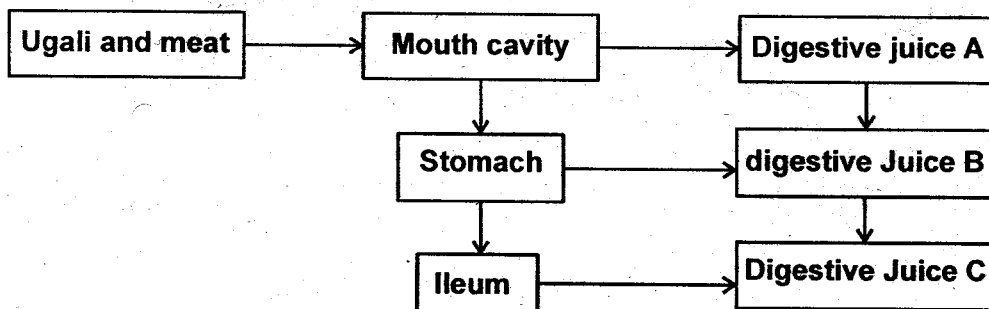 Ugali and meat
Mouth cavity
Digestive juice A
Stomach
digestive Juice B
Ileum
Digestive Juice C